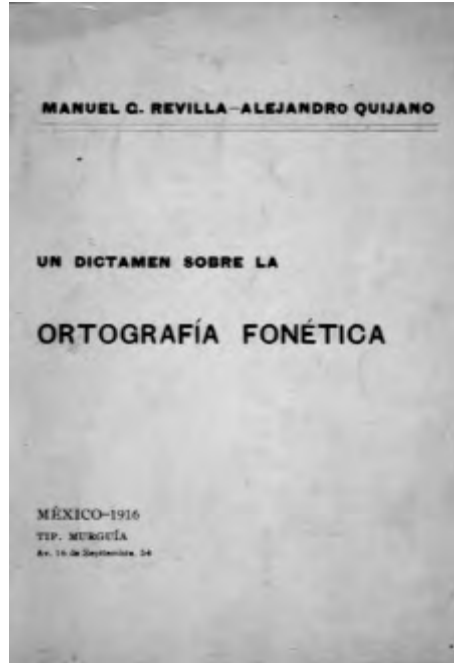 MANUEL G. REVILLA—ALEJANDRO QUIJANO
UN DICTAMEN SOBRE LA
ORTOGRAFÍA FONÉTICA
MÉXICO–1916
TIP. MURGUÍA
Av. 16 de Septiembre, 54